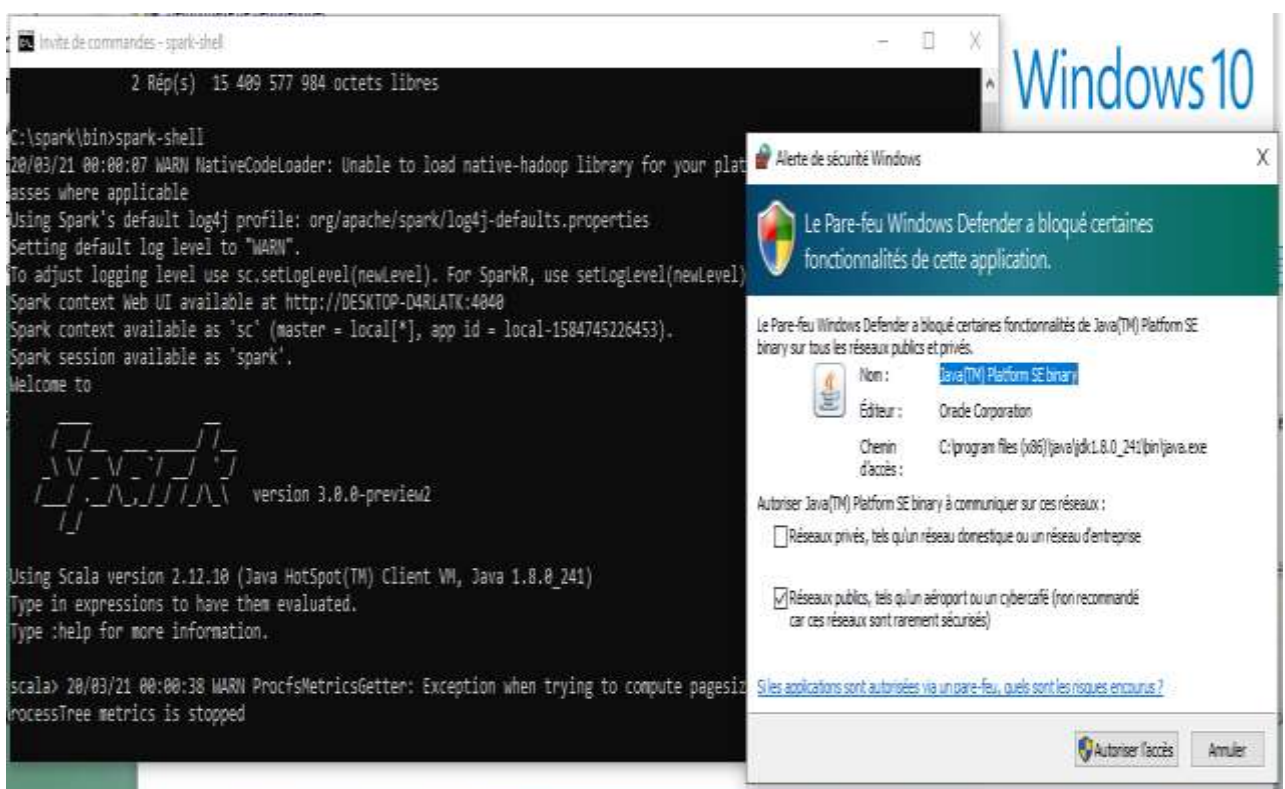 Invite de commandes - spark-shell
2 Rép(s) 15 409 577 984 octets libres
C:\spark\bin>spark-shell
20/03/21 00:00:07 WARN NativeCodeLoader: Unable to load native-hadoop library for your plat
asses where applicable
Using Spark's default log4j profile: org/apache/spark/log4j-defaults.properties
Setting default log level to "WARN".
To adjust logging level use sc.setLogLevel(newLevel). For SparkR, use setLogLevel(newLevel)
Spark context Web UI available at http://DESKTOP-D4RLATK:4040
Spark context available as 'sc' (master = local[*], app id = local-1584745226453).
Spark session available as 'spark'.
Welcome to
Spark version 3.0.0-preview2
Using Scala version 2.12.10 (Java HotSpot(TM) Client VM, Java 1.8.0_241)
Type in expressions to have them evaluated.
Type :help for more information.
scala> 20/03/21 00:00:38 WARN ProcfsMetricsGetter: Exception when trying to compute pagesiz
rocessTree metrics is stopped
Windows 10
Alerte de sécurité Windows
X
Le Pare-feu Windows Defender a bloqué certaines
fonctionnalités de cette application.
Le Pare-feu Windows Defender a bloqué certaines fonctionnalités de Java(TM) Platform SE
binary sur tous les réseaux publics et privés.
Nom : Java(TM) Platform SE binary
Éditeur : Oracle Corporation
Chemin d'accès : C:\program files (x86)\java\jdk1.8.0_241\bin\java.exe
Autoriser Java(TM) Platform SE binary à communiquer sur ces réseaux :
Réseaux privés, tels qu'un réseau domestique ou un réseau d'entreprise
Réseaux publics, tels qu'un aéroport ou un cybercafé (non recommandé
car ces réseaux sont rarement sécurisés)
Si les applications sont autorisées via un pare-feu, quels sont les risques encourus ?
Autoriser l'accès Annuler